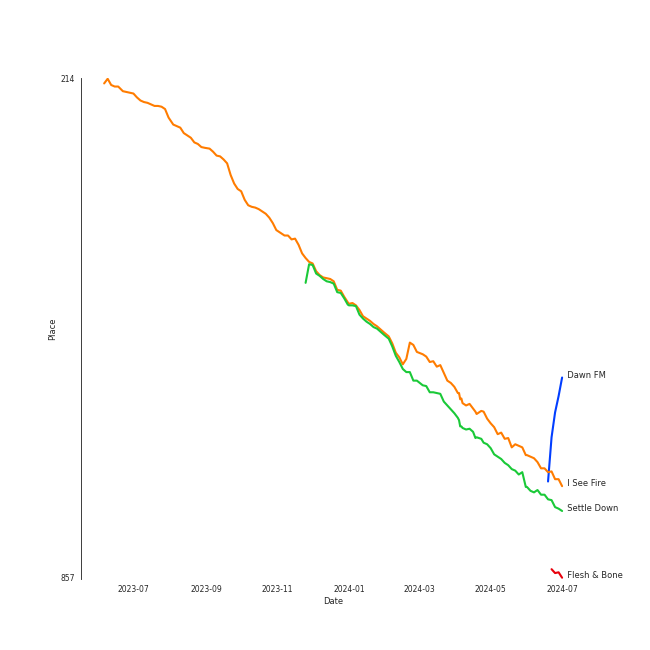 214
Dawn FM
Place
I See Fire
Settle Down
Flesh & Bone
857
2023-07 2023-09 2023-11 2024-01 2024-03 2024-05 2024-07
Date